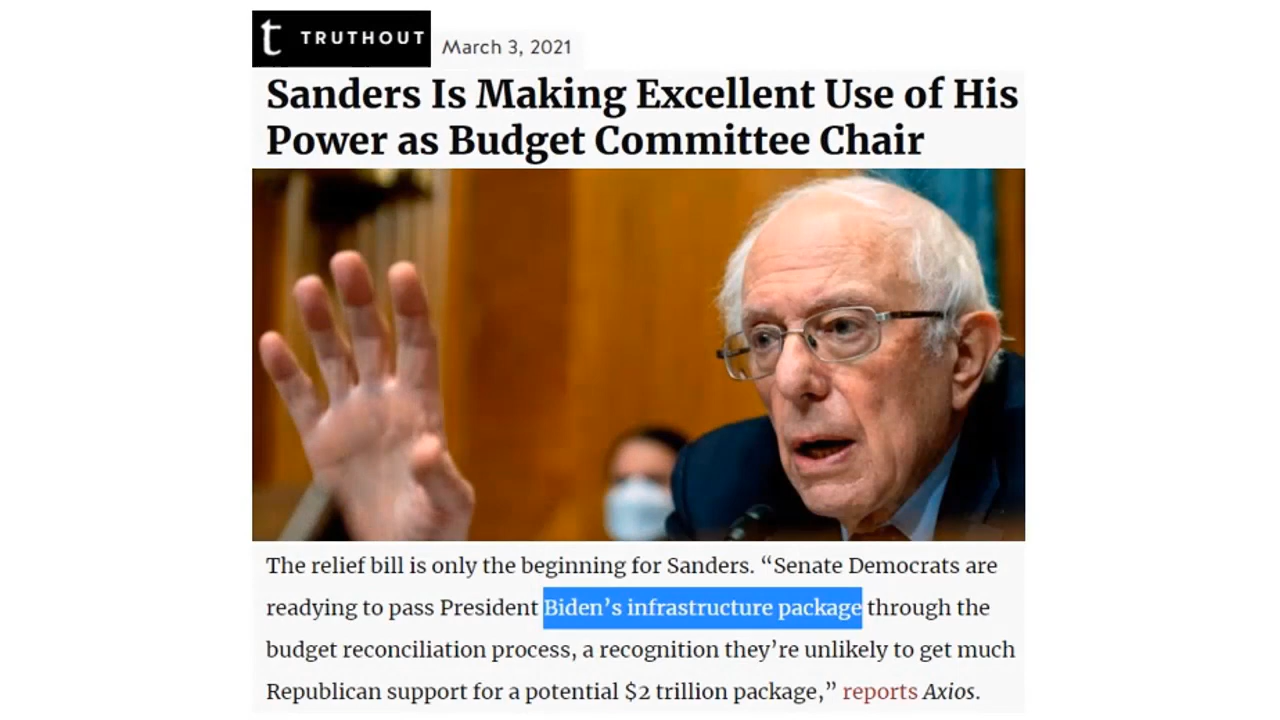 t TRUTHOUT March 3, 2021
Sanders Is Making Excellent Use of His
Power as Budget Committee Chair
The relief bill is only the beginning for Sanders. “Senate Democrats are
readying to pass President Biden’s infrastructure package through the
budget reconciliation process, a recognition they’re unlikely to get much
Republican support for a potential $2 trillion package,” reports Axios.